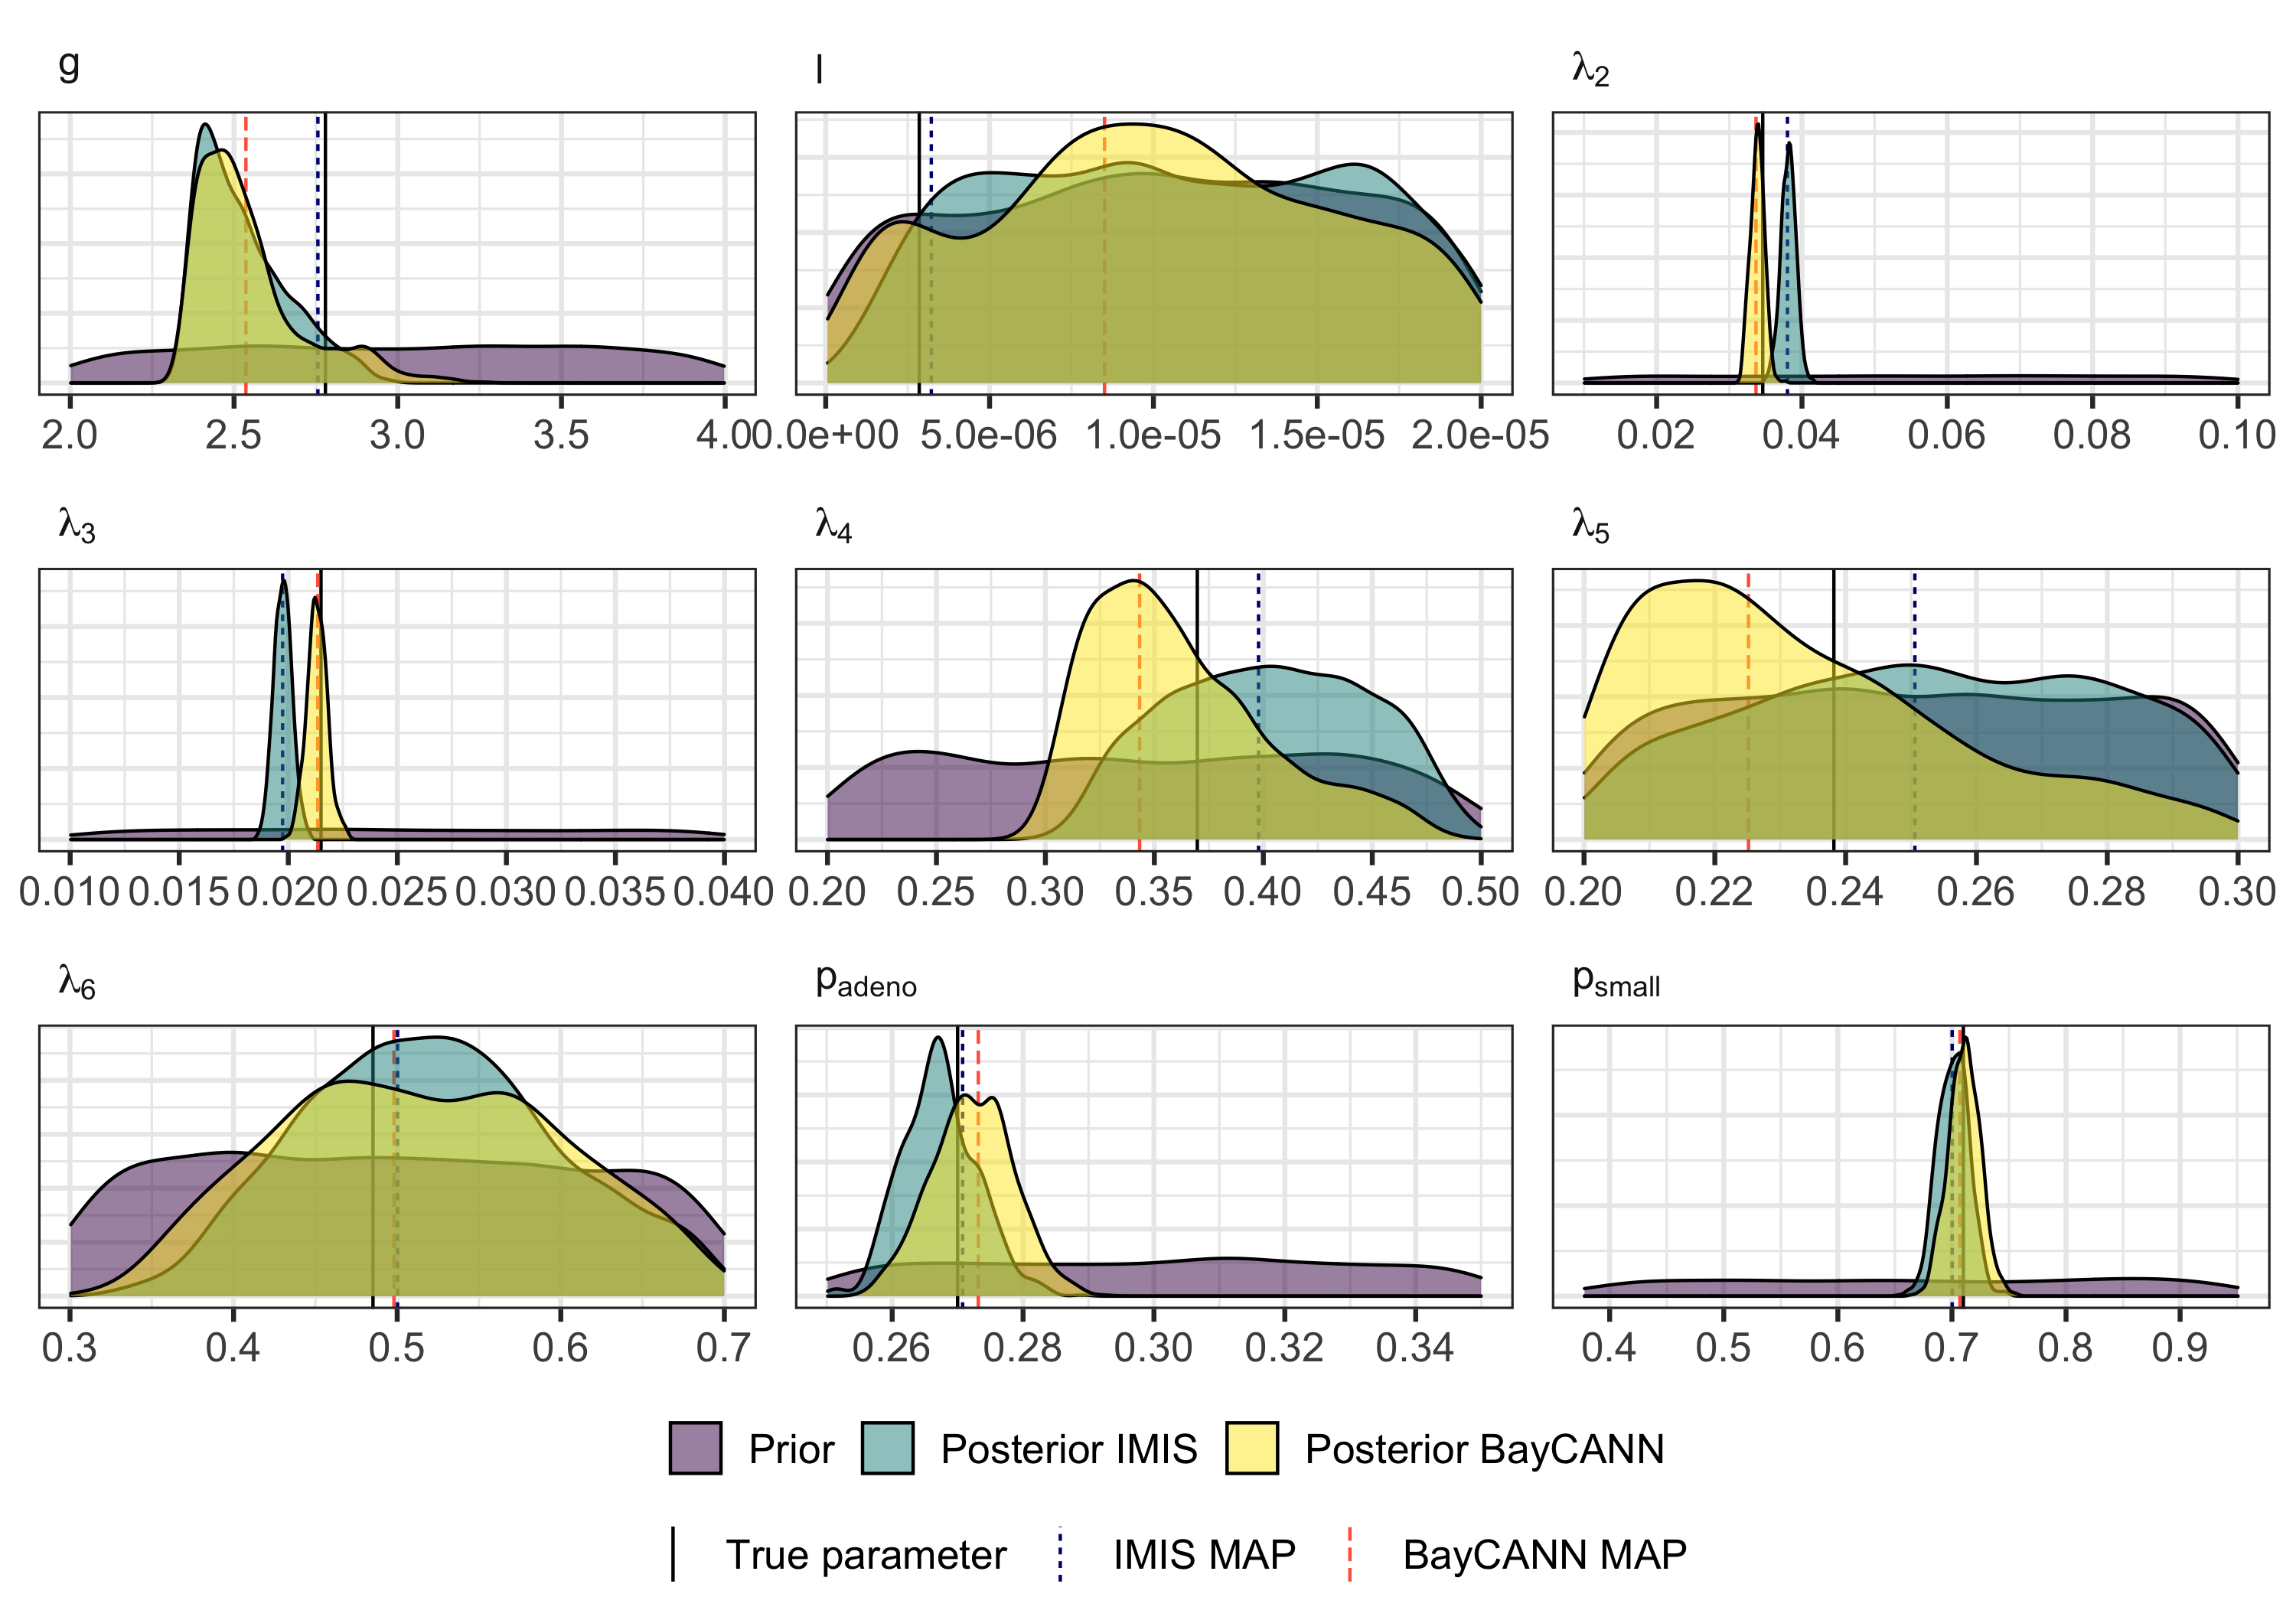 g l λ2
2.0 2.5 3.0 3.5 4.0 0.0e+00 5.0e-06 1.0e-05 1.5e-05 2.0e-05 0.02 0.04 0.06 0.08 0.10
λ3 λ4 λ5
0.010 0.015 0.020 0.025 0.030 0.035 0.040 0.20 0.25 0.30 0.35 0.40 0.45 0.50 0.20 0.22 0.24 0.26 0.28 0.30
λ6 padeno psmall
0.3 0.4 0.5 0.6 0.7 0.26 0.28 0.30 0.32 0.34 0.4 0.5 0.6 0.7 0.8 0.9
Prior Posterior IMIS Posterior BayCANN
True parameter IMIS MAP BayCANN MAP